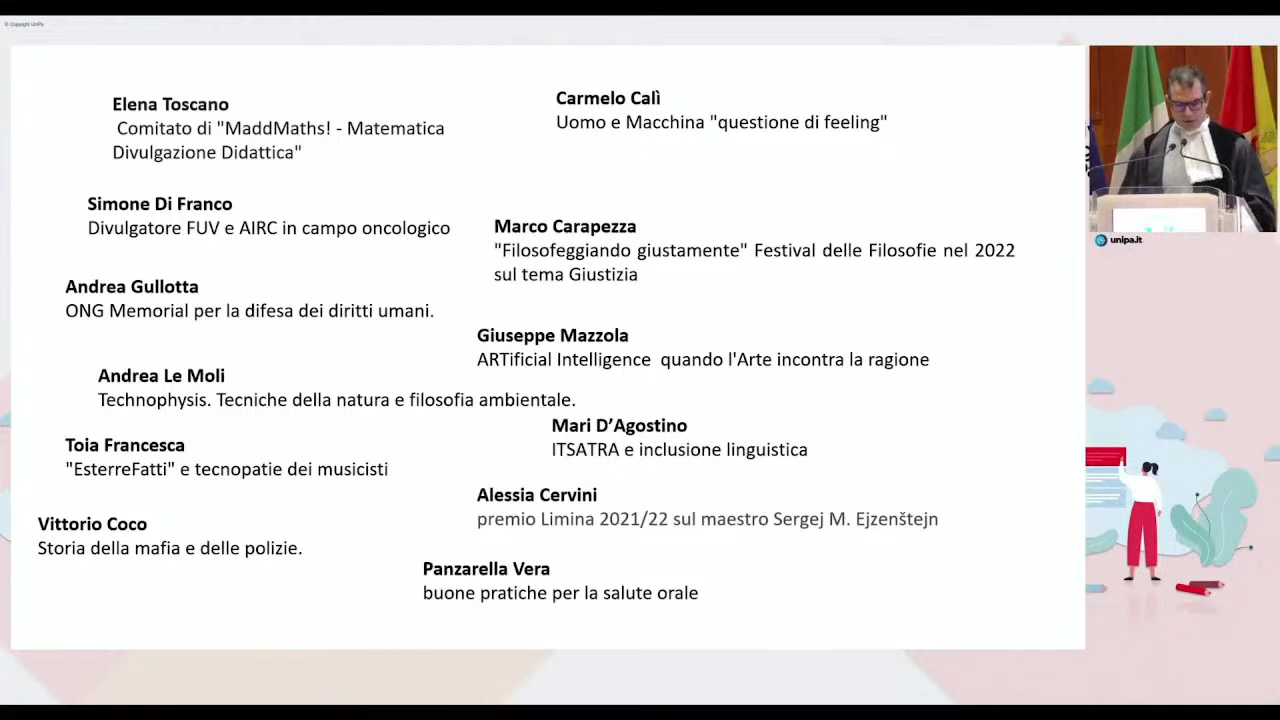 © Copyright UniPa
Elena Toscano
Comitato di "MaddMaths! - Matematica
Divulgazione Didattica"
Carmelo Calì
Uomo e Macchina "questione di feeling"
Simone Di Franco
Divulgatore FUV e AIRC in campo oncologico
Marco Carapezza
"Filosofeggiando giustamente" Festival delle Filosofie nel 2022
sul tema Giustizia
Andrea Gullotta
ONG Memorial per la difesa dei diritti umani.
Giuseppe Mazzola
ARTificial Intelligence quando l'Arte incontra la ragione
Andrea Le Moli
Technophysis. Tecniche della natura e filosofia ambientale.
Mari D’Agostino
ITSATRA e inclusione linguistica
Toia Francesca
"EsterreFatti" e tecnopatie dei musicisti
Alessia Cervini
premio Limina 2021/22 sul maestro Sergej M. Ejzenštejn
Vittorio Coco
Storia della mafia e delle polizie.
Panzarella Vera
buone pratiche per la salute orale
unipa.it